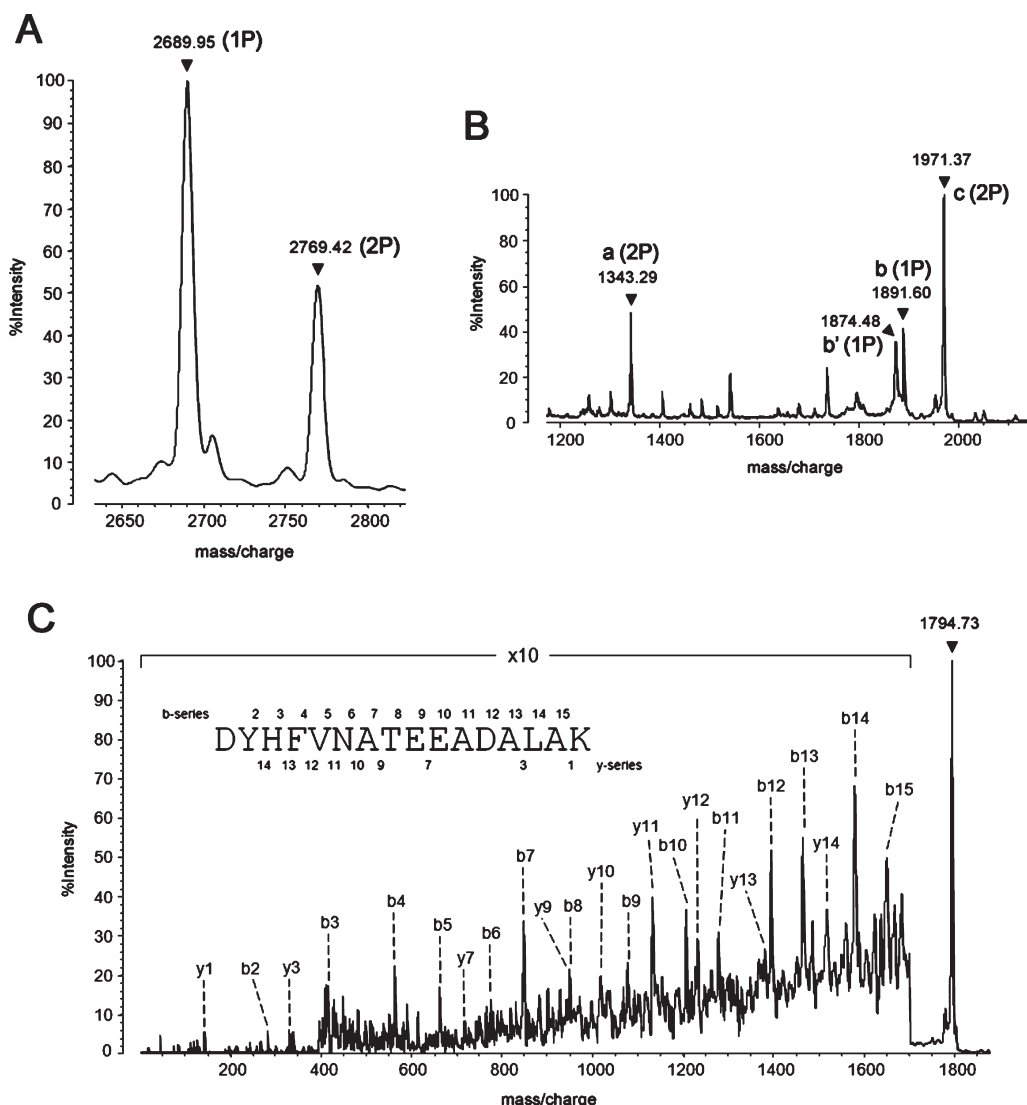 A
2689.95 (1P)
2769.42 (2P)
100
90
80
70
60
50
40
30
20
10
0
%Intensity
2650 2700 2750 2800
mass/charge
B
1971.37
c (2P)
a (2P)
1343.29
b (1P)
1891.60
1874.48
b' (1P)
100
80
60
40
20
0
%Intensity
1200 1400 1600 1800 2000
mass/charge
C
1794.73
x10
b-series 2 3 4 5 6 7 8 9 10 11 12 13 14 15
DYHFVNATEEADALAK
14 13 12 11 10 9 7 3 1 y-series
y1 b2 y3 b3 b4 b5 y7 b6 b7 y9 b8 y10 b9 y11 b10 y12 b11 y13 b12 b13 y14 b14 b15
100
90
80
70
60
50
40
30
20
10
0
%Intensity
200 400 600 800 1000 1200 1400 1600 1800
mass/charge